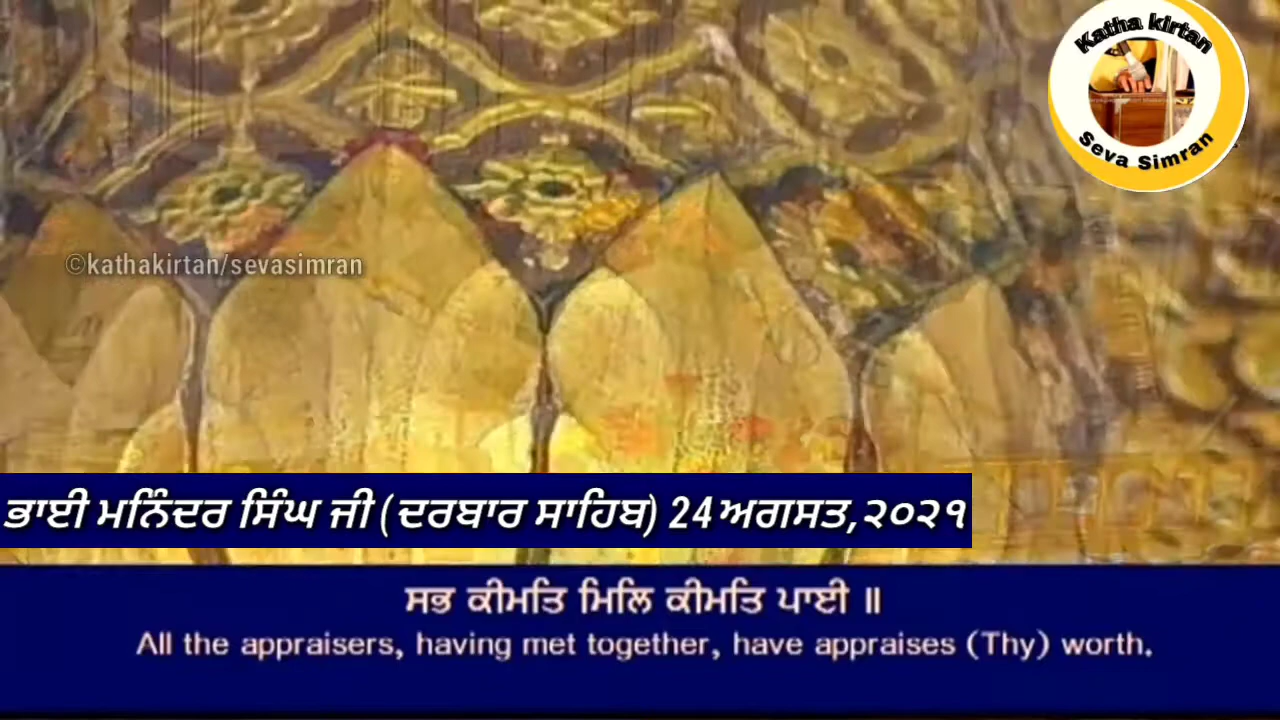 Katha kirtan
Seva Simran
©kathakirtan/sevasimran
ਭਾਈ ਮਨਿੰਦਰ ਸਿੰਘ ਜੀ (ਦਰਬਾਰ ਸਾਹਿਬ) 24 ਅਗਸਤ,੨੦੨੧
ਸਭ ਕੀਮਤਿ ਮਿਲਿ ਕੀਮਤਿ ਪਾਈ ॥
All the appraisers, having met together, have appraises (Thy) worth.